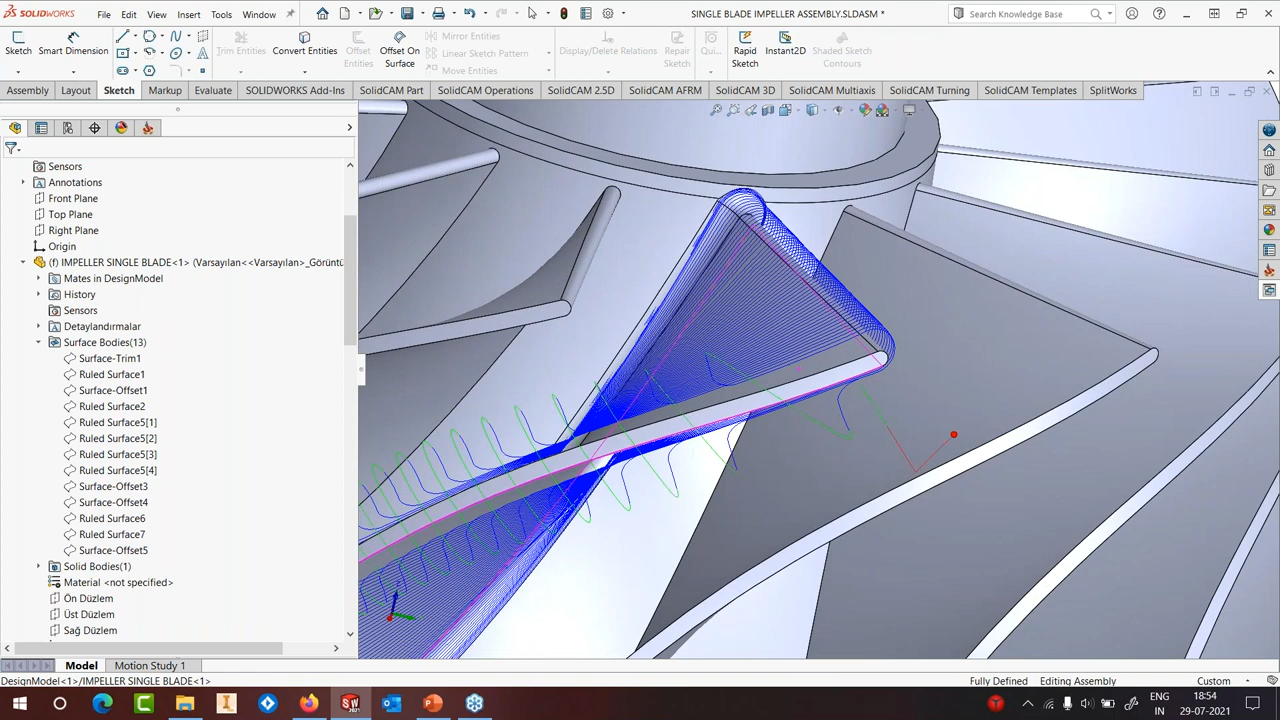 SOLIDWORKS
File
Edit
View
Insert
Tools
Window
SINGLE BLADE IMPELLER ASSEMBLY.SLDASM *
Search Knowledge Base
Sketch
Smart Dimension
Trim Entities
Convert Entities
Offset Entities
Offset On Surface
Mirror Entities
Linear Sketch Pattern
Move Entities
Display/Delete Relations
Repair Sketch
Qui...
Rapid Sketch
Instant2D
Shaded Sketch Contours
Assembly
Layout
Sketch
Markup
Evaluate
SOLIDWORKS Add-Ins
SolidCAM Part
SolidCAM Operations
SolidCAM 2.5D
SolidCAM AFRM
SolidCAM 3D
SolidCAM Multiaxis
SolidCAM Turning
SolidCAM Templates
SplitWorks
Sensors
Annotations
Front Plane
Top Plane
Right Plane
Origin
(f) IMPELLER SINGLE BLADE<1> (Varsayılan<<Varsayılan>_Görüntü
Mates in DesignModel
History
Sensors
Detaylandırmalar
Surface Bodies(13)
Surface-Trim1
Ruled Surface1
Surface-Offset1
Ruled Surface2
Ruled Surface5[1]
Ruled Surface5[2]
Ruled Surface5[3]
Ruled Surface5[4]
Surface-Offset3
Surface-Offset4
Ruled Surface6
Ruled Surface7
Surface-Offset5
Solid Bodies(1)
Material <not specified>
Ön Düzlem
Üst Düzlem
Sağ Düzlem
Model
Motion Study 1
DesignModel<1>/IMPELLER SINGLE BLADE<1>
Fully Defined
Editing Assembly
Custom
ENG
IN
18:54
29-07-2021